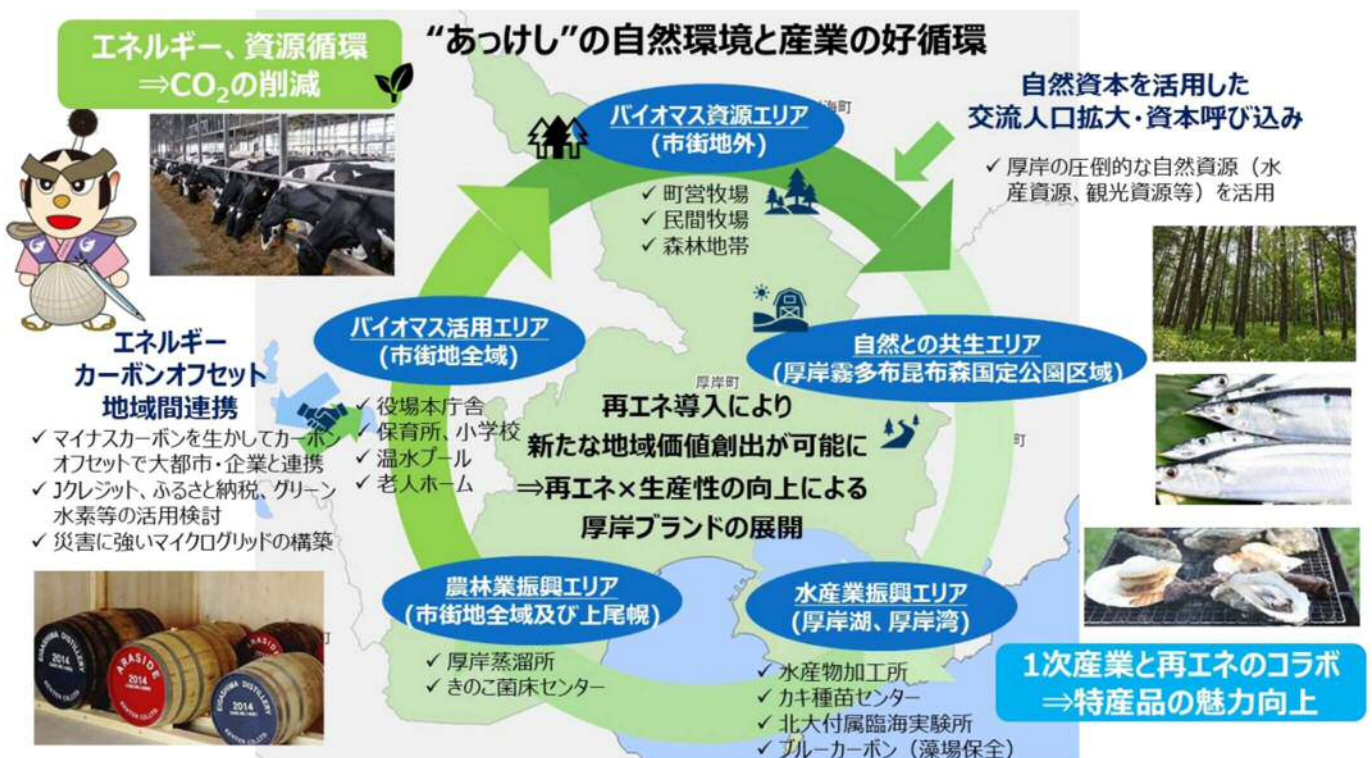 “あっけし”の自然環境と産業の好循環
エネルギー、資源循環
⇒CO₂の削減
バイオマス資源エリア
(市街地外)
✓ 町営牧場
✓ 民間牧場
✓ 森林地帯
自然資本を活用した
交流人口拡大・資本呼び込み
✓ 厚岸の圧倒的な自然資源（水
産資源、観光資源等）を活用
バイオマス活用エリア
(市街地全域)
✓ 役場本庁舎
✓ 保育所、小学校
✓ 温水プール
✓ 老人ホーム
自然との共生エリア
(厚岸霧多布昆布森国定公園区域)
エネルギー
カーボンオフセット
地域間連携
✓ マイナスカーボンを生かしてカーボン
オフセットで大都市・企業と連携
✓ Jクレジット、ふるさと納税、グリーン
水素等の活用検討
✓ 災害に強いマイクログリッドの構築
厚岸町
再エネ導入により
新たな地域価値創出が可能に
⇒再エネ×生産性の向上による
厚岸ブランドの展開
町
農林業振興エリア
(市街地全域及び上尾幌)
✓ 厚岸蒸溜所
✓ きのこ菌床センター
水産業振興エリア
(厚岸湖、厚岸湾)
✓ 水産物加工所
✓ カキ種苗センター
✓ 北大付属臨海実験所
✓ ブルーカーボン（藻場保全）
1次産業と再エネのコラボ
⇒特産品の魅力向上
2014
ARASIDE
2014
2014